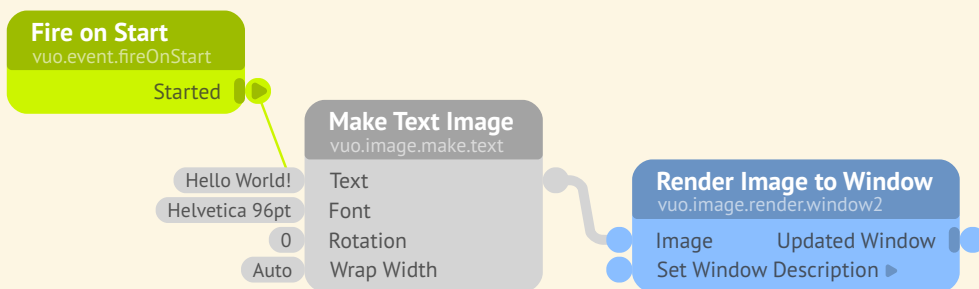 Fire on Start
vuo.event.fireOnStart
Started
Make Text Image
vuo.image.make.text
Hello World! Text
Helvetica 96pt Font
0 Rotation
Auto Wrap Width
Render Image to Window
vuo.image.render.window2
Image Updated Window
Set Window Description